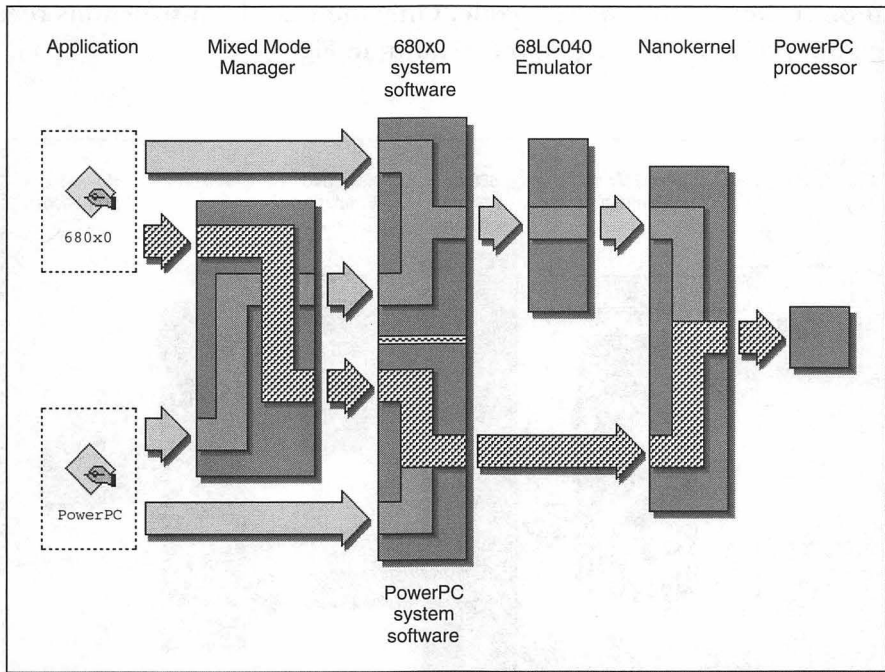 Application
Mixed Mode
Manager
680x0
system
software
68LC040
Emulator
Nanokernel
PowerPC
processor
680x0
PowerPC
PowerPC
system
software